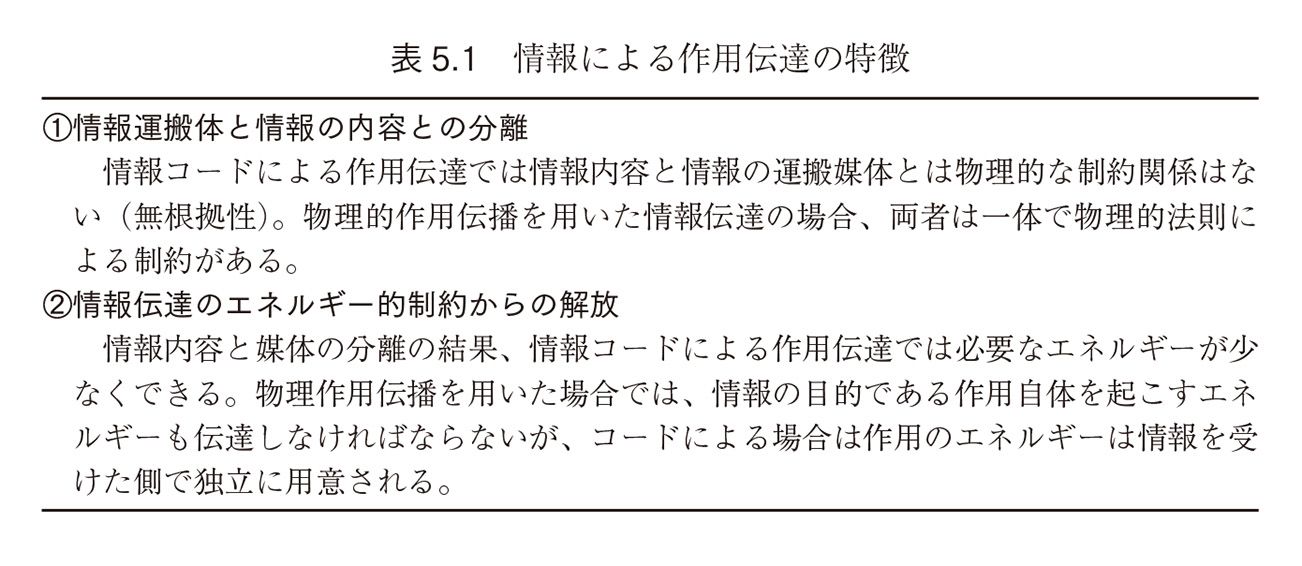 表 5.1　情報による作用伝達の特徴
①情報運搬体と情報の内容との分離
情報コードによる作用伝達では情報内容と情報の運搬媒体とは物理的な制約関係はな
い（無根拠性）。物理的作用伝播を用いた情報伝達の場合、両者は一体で物理的法則に
よる制約がある。
②情報伝達のエネルギー的制約からの解放
情報内容と媒体の分離の結果、情報コードによる作用伝達では必要なエネルギーが少
なくできる。物理作用伝播を用いた場合では、情報の目的である作用自体を起こすエネ
ルギーも伝達しなければならないが、コードによる場合は作用のエネルギーは情報を受
けた側で独立に用意される。